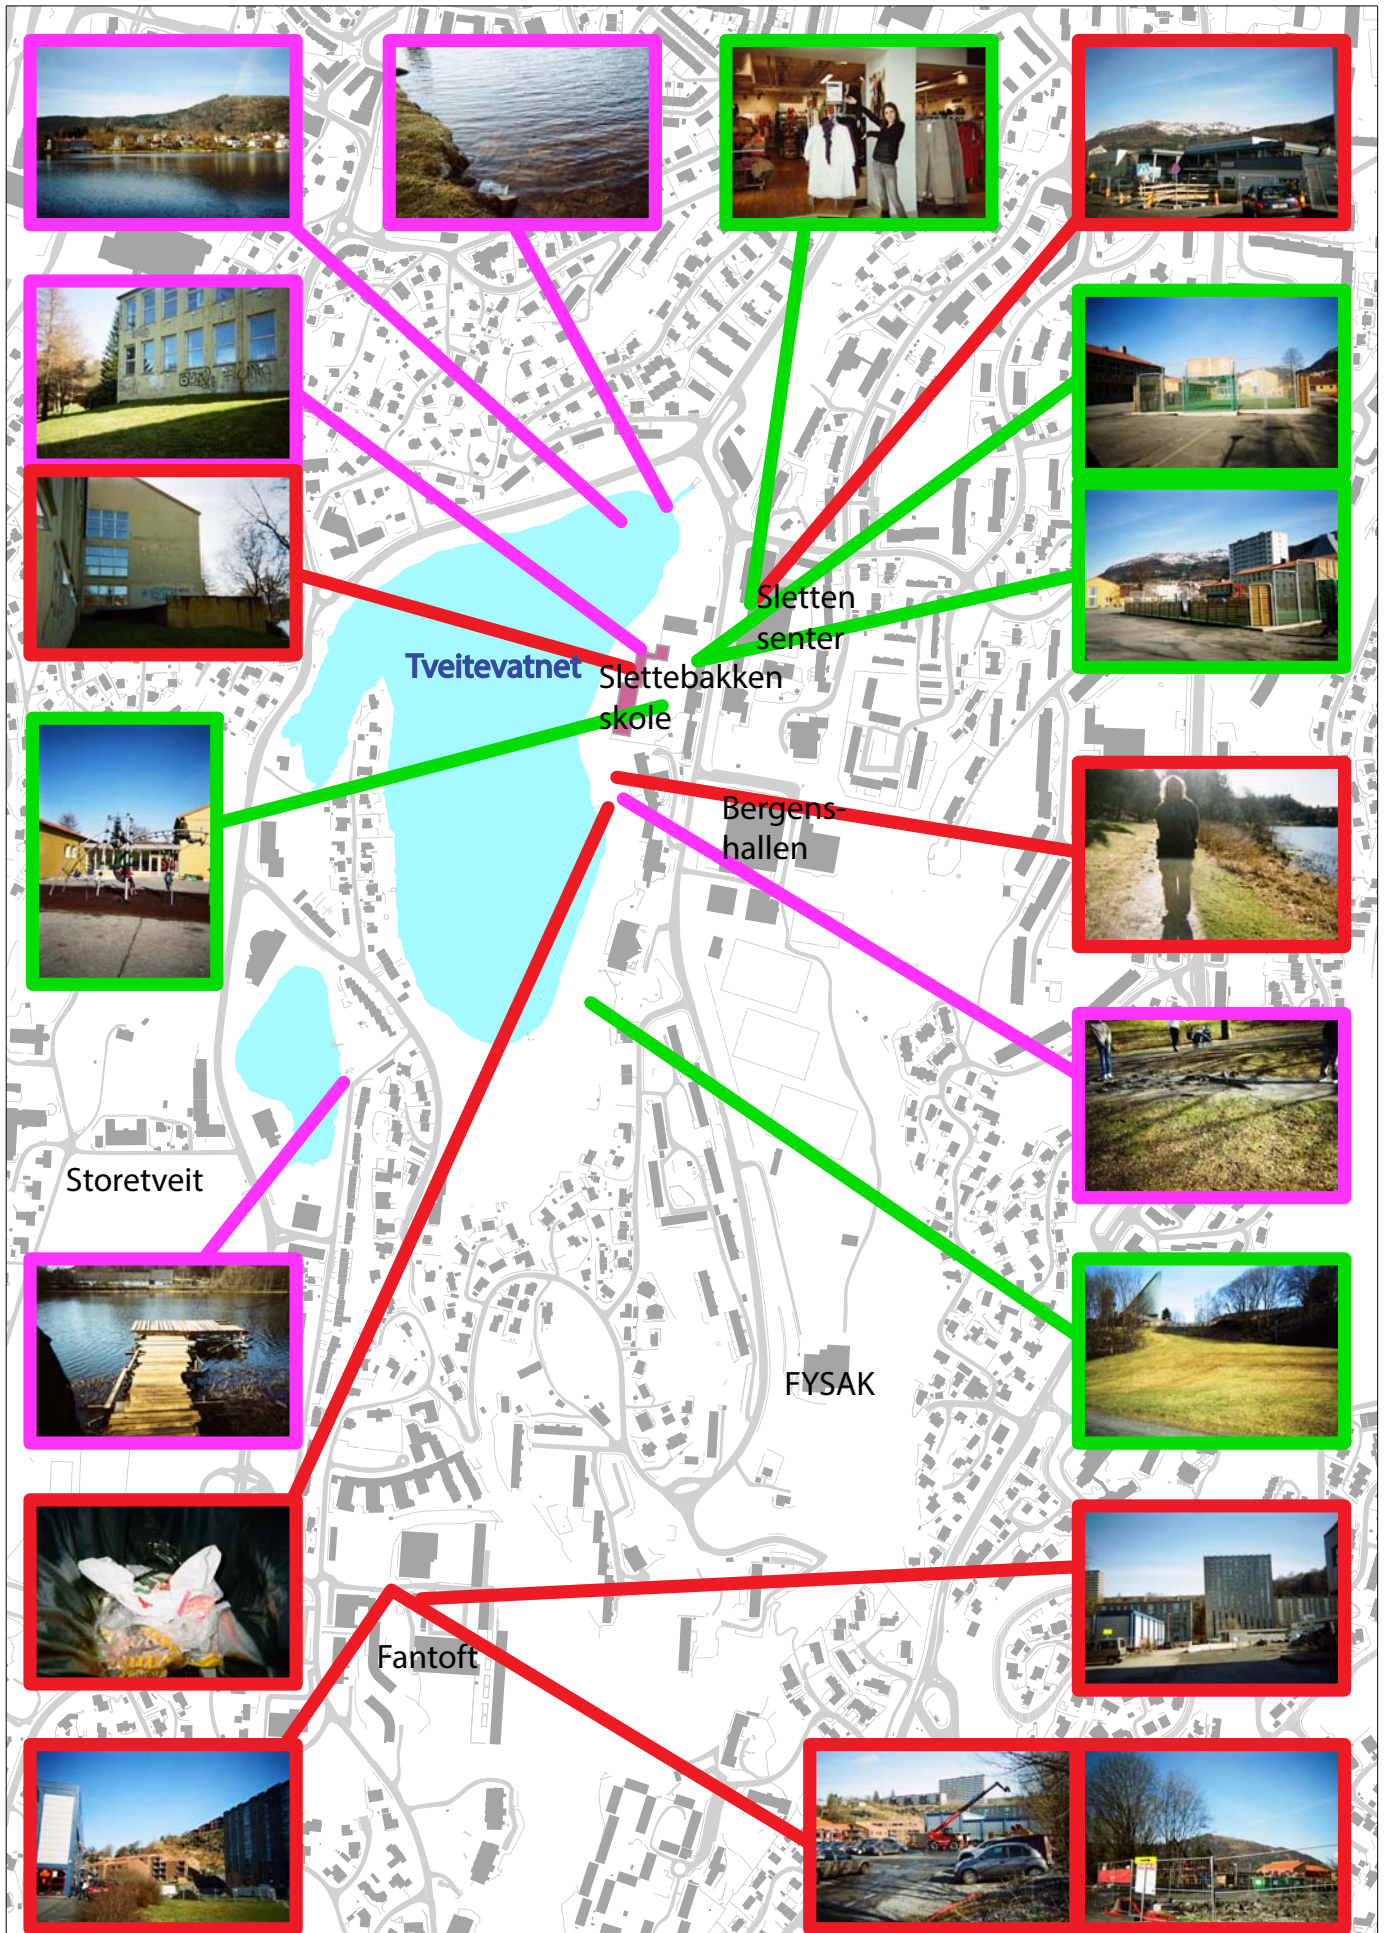 Sletten
senter
Tveitevatnet
Slettebakken
skole
Bergens-
hallen
Storetveit
FYSAK
Fantoft